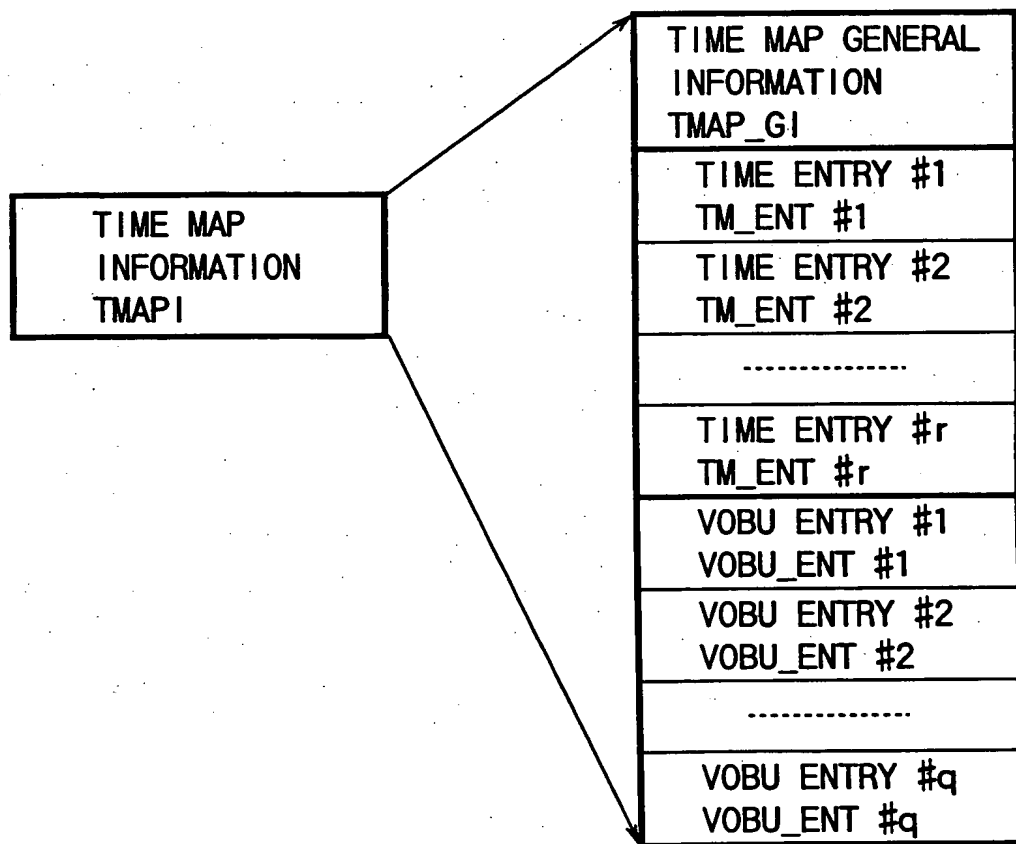 TIME MAP
INFORMATION
TMAPI
TIME MAP GENERAL
INFORMATION
TMAP_GI
TIME ENTRY #1
TM_ENT #1
TIME ENTRY #2
TM_ENT #2
TIME ENTRY #r
TM_ENT #r
VOBU ENTRY #1
VOBU_ENT #1
VOBU ENTRY #2
VOBU_ENT #2
VOBU ENTRY #q
VOBU_ENT #q